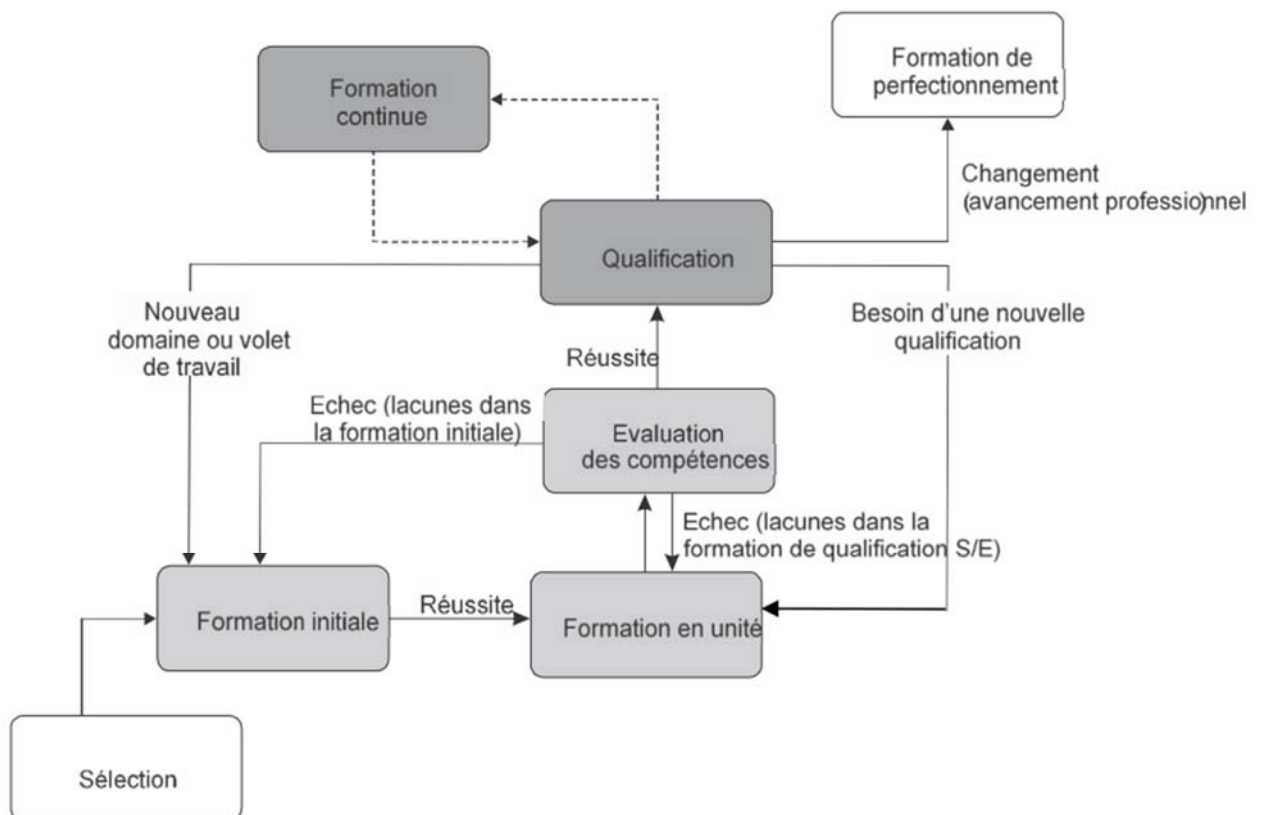 Formation
continue
Formation de
perfectionnement
Changement
(avancement professionnel
Qualification
Nouveau
domaine ou volet
de travail
Besoin d'une nouvelle
qualification
Réussite
Echec (lacunes dans
la formation initiale)
Evaluation
des compétences
Echec (lacunes dans la
formation de qualification S/E)
Formation initiale
Réussite
Formation en unité
Sélection